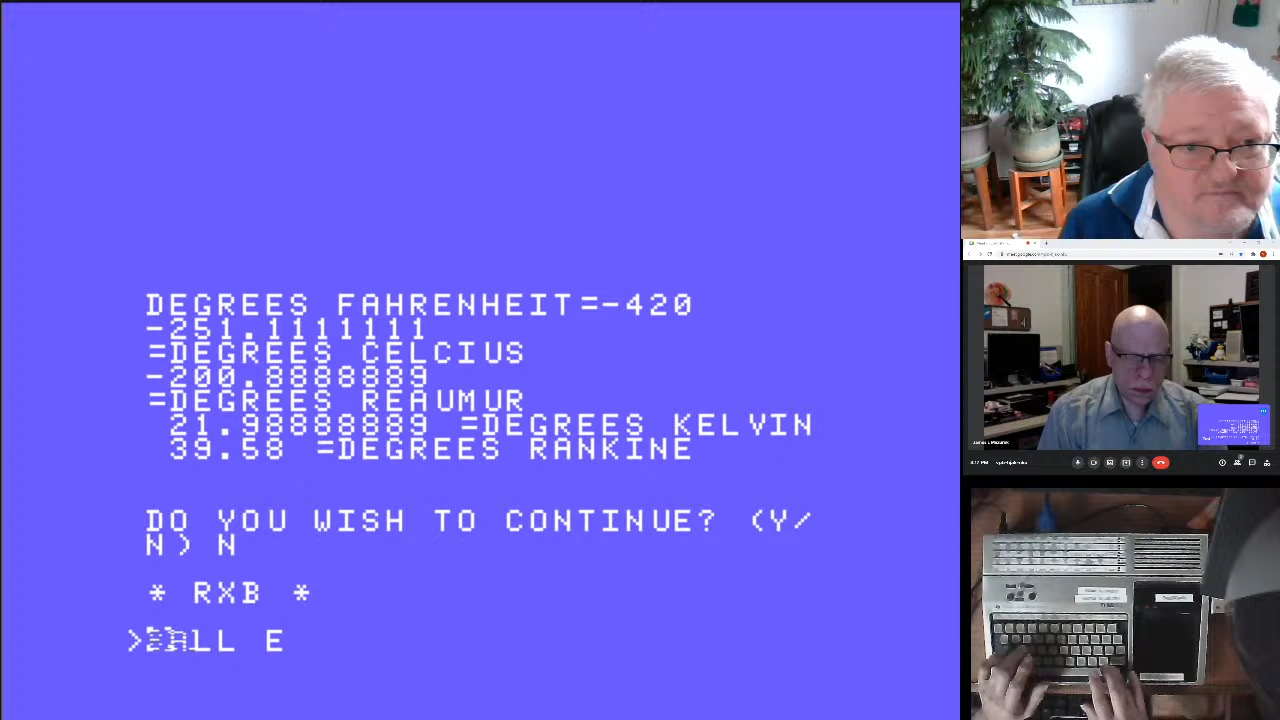 DEGREES FAHRENHEIT=-420
-251.1111111
=DEGREES CELCIUS
-200.8888889
=DEGREES REAUMUR
21.98888889 =DEGREES KELVIN
39.58 =DEGREES RANKINE
DO YOU WISH TO CONTINUE? (Y/
N) N
* RXB *
>CALL E